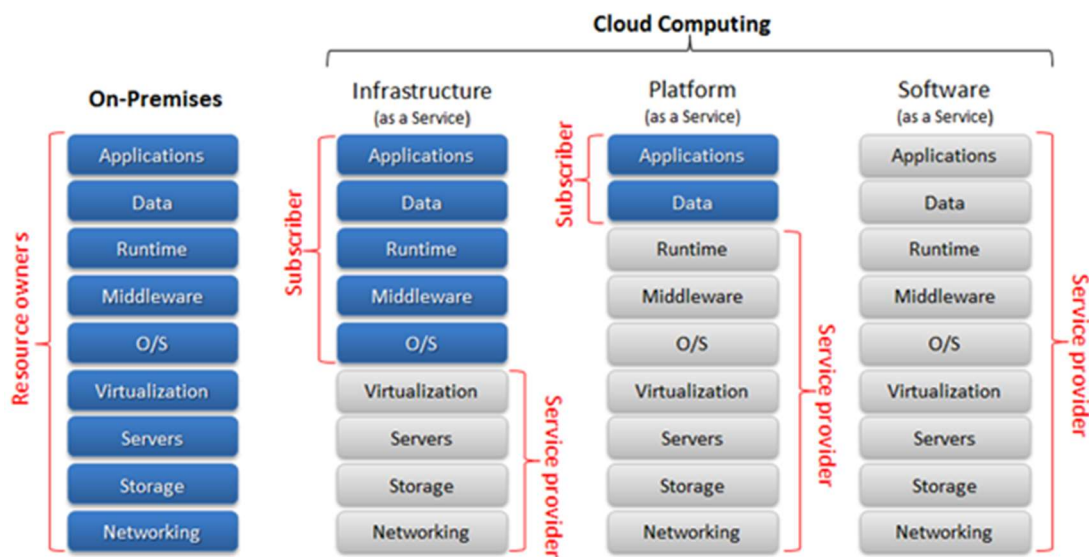 Cloud Computing
On-Premises
Infrastructure
(as a Service)
Platform
(as a Service)
Software
(as a Service)
Resource owners
Applications
Data
Runtime
Middleware
O/S
Virtualization
Servers
Storage
Networking
Subscriber
Applications
Data
Runtime
Middleware
O/S
Virtualization
Servers
Storage
Networking
Service provider
Subscriber
Applications
Data
Runtime
Middleware
O/S
Virtualization
Servers
Storage
Networking
Service provider
Applications
Data
Runtime
Middleware
O/S
Virtualization
Servers
Storage
Networking
Service provider